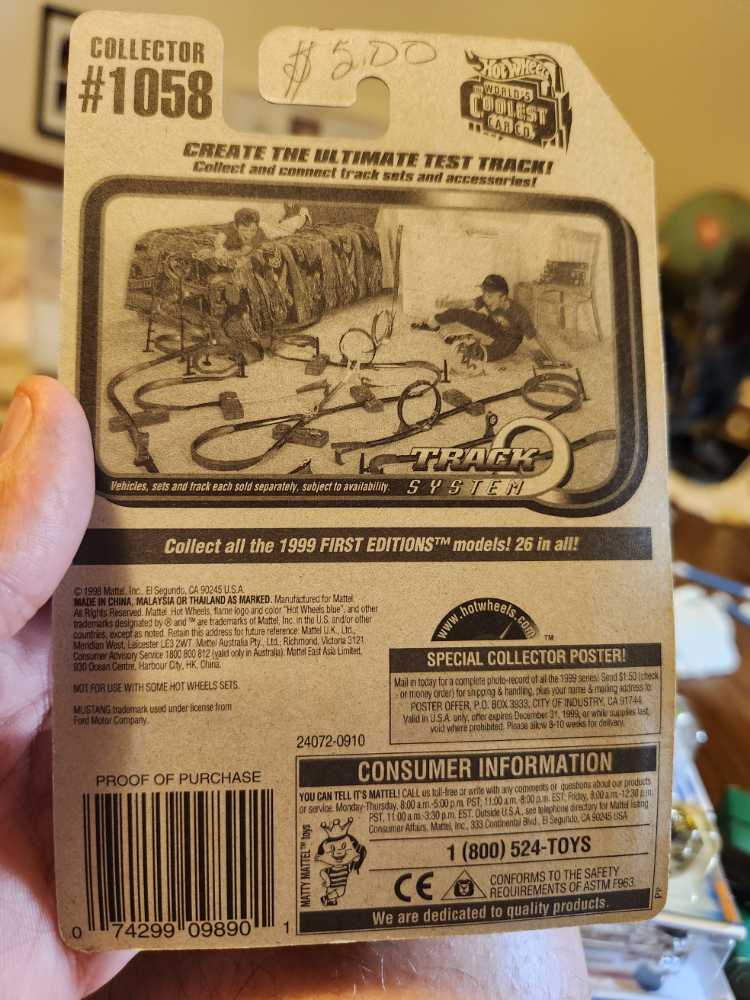 COLLECTOR
#1058
$5.00
Hot Wheels
WORLD'S
COOLEST
CAR CO.
CREATE THE ULTIMATE TEST TRACK!
Collect and connect track sets and accessories!
TRACK
SYSTEM
Vehicles, sets and track each sold separately, subject to availability.
Collect all the 1999 FIRST EDITIONS™ models! 26 in all!
© 1998 Mattel, Inc. El Segundo, CA 90245 U.S.A.
MADE IN CHINA, MALAYSIA OR THAILAND AS MARKED. Manufactured for Mattel.
All Rights Reserved. Mattel, Hot Wheels, flame logo and color "Hot Wheels blue", and other
trademarks designated by ® and ™ are trademarks of Mattel, Inc. in the U.S. and/or other
countries, except as noted. Retain this address for future reference: Mattel U.K., Ltd.,
Meridian West, Leicester LE3 2WT. Mattel Australia Pty., Ltd., Richmond, Victoria 3121.
Consumer Advisory Service 1800 800 812 (valid only in Australia). Mattel East Asia Limited,
930 Ocean Centre, Harbour City, HK, China.
NOT FOR USE WITH SOME HOT WHEELS SETS.
MUSTANG trademark used under license from
Ford Motor Company.
24072-0910
www.hotwheels.com
TM
SPECIAL COLLECTOR POSTER!
Mail in today for a complete photo-record of all the 1999 series! Send $1.50 (check
or money order) for shipping & handling, plus your name & mailing address to:
POSTER OFFER, P.O. BOX 3933, CITY OF INDUSTRY, CA 91744.
Valid in U.S.A. only, offer expires December 31, 1999, or while supplies last,
void where prohibited. Please allow 8-10 weeks for delivery.
PROOF OF PURCHASE
0 74299 09890 1
CONSUMER INFORMATION
YOU CAN TELL IT'S MATTEL! CALL us toll-free or write with any comments or questions about our products
or service. Monday-Thursday, 8:00 a.m.-5:00 p.m. PST; 11:00 a.m.-8:00 p.m. EST; Friday, 8:00 a.m.-12:30 p.m.
PST, 11:00 a.m.-3:30 p.m. EST. Outside U.S.A., see telephone directory for Mattel listing.
Consumer Affairs, Mattel, Inc., 333 Continental Blvd., El Segundo, CA 90245 USA
1 (800) 524-TOYS
MATTY MATTEL™ toys
CE
CONFORMS TO THE SAFETY
REQUIREMENTS OF ASTM F963.
We are dedicated to quality products.